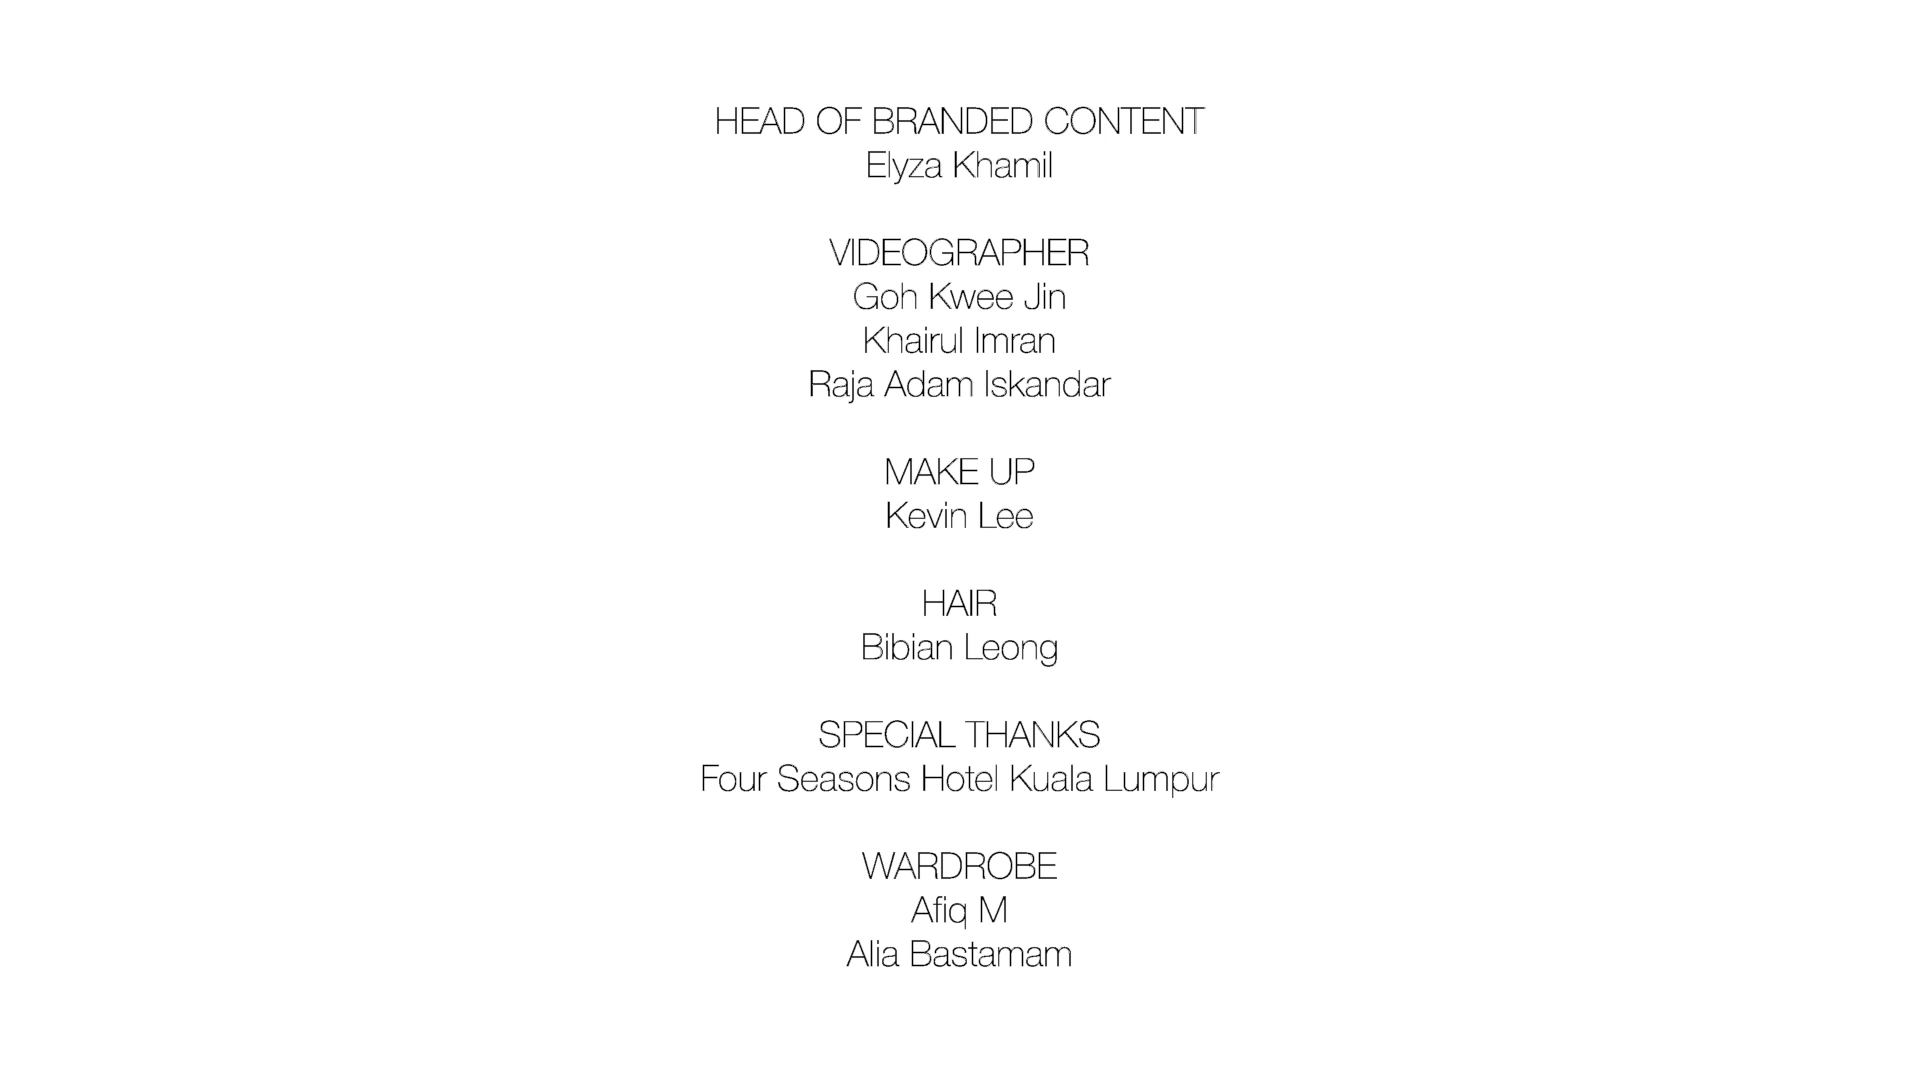 HEAD OF BRANDED CONTENT
Elyza Khamil
VIDEOGRAPHER
Goh Kwee Jin
Khairul Imran
Raja Adam Iskandar
MAKE UP
Kevin Lee
HAIR
Bibian Leong
SPECIAL THANKS
Four Seasons Hotel Kuala Lumpur
WARDROBE
Afiq M
Alia Bastamam